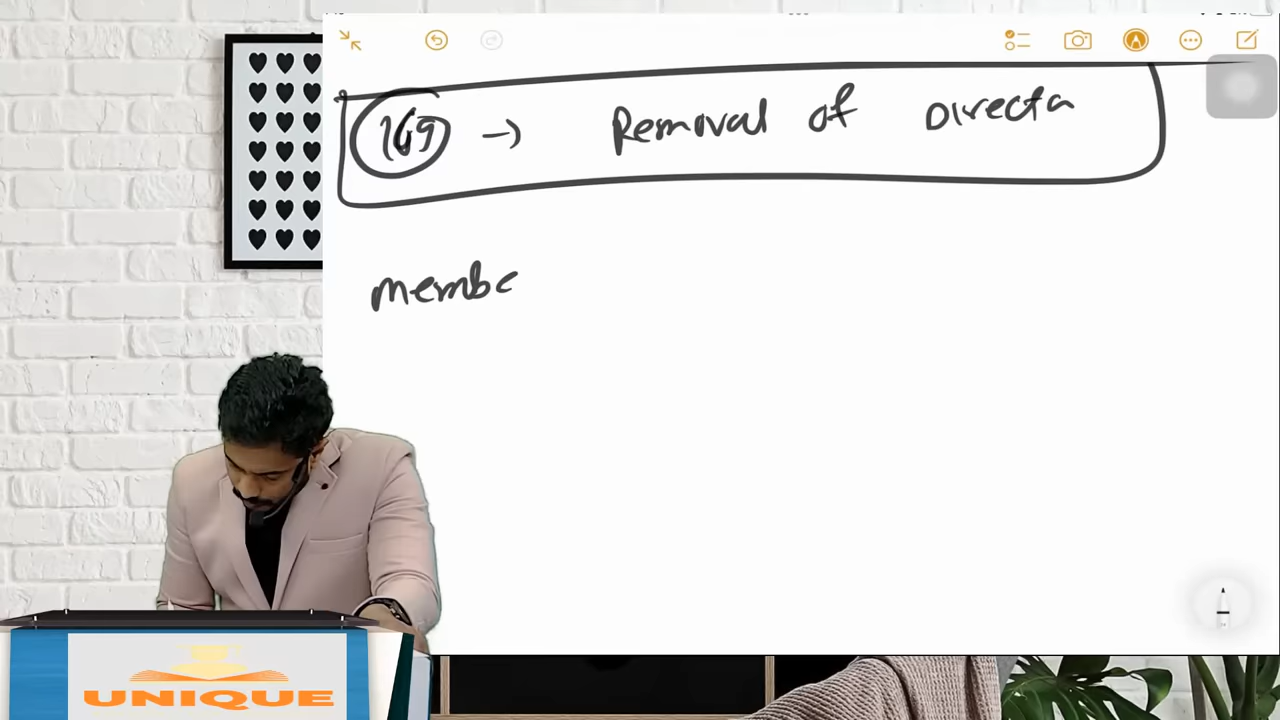 169 → Removal of Directa
membe
UNIQUE